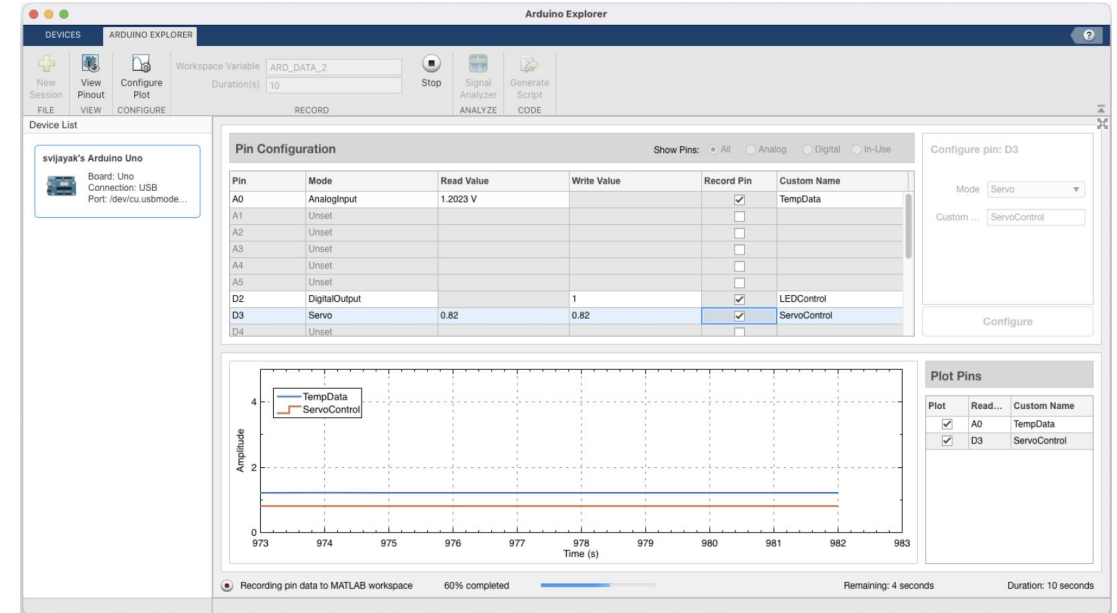 Arduino Explorer
DEVICES ARDUINO EXPLORER ?
New Session View Pinout Configure Plot Workspace Variable ARD_DATA_2 Duration(s) 10 Stop Signal Analyzer Generate Script
FILE VIEW CONFIGURE RECORD ANALYZE CODE
Device List
svijayak's Arduino Uno
Board: Uno
Connection: USB
Port: /dev/cu.usbmode...
Pin Configuration Show Pins: All Analog Digital In-Use
Pin Mode Read Value Write Value Record Pin Custom Name
A0 AnalogInput 1.2023 V TempData
A1 Unset
A2 Unset
A3 Unset
A4 Unset
A5 Unset
D2 DigitalOutput 1 LEDControl
D3 Servo 0.82 0.82 ServoControl
D4 Unset
Configure pin: D3
Mode Servo
Custom ... ServoControl
Configure
TempData
ServoControl
Amplitude
4
2
0
973 974 975 976 977 978 979 980 981 982 983
Time (s)
Plot Pins
Plot Read... Custom Name
A0 TempData
D3 ServoControl
Recording pin data to MATLAB workspace 60% completed Remaining: 4 seconds Duration: 10 seconds